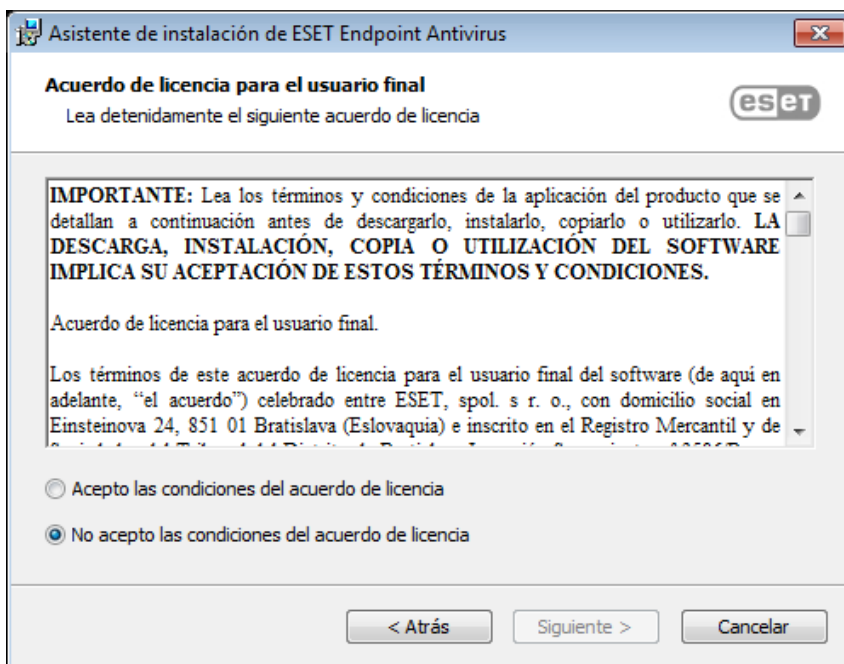 Asistente de instalación de ESET Endpoint Antivirus
Acuerdo de licencia para el usuario final
Lea detenidamente el siguiente acuerdo de licencia
eseT
IMPORTANTE: Lea los términos y condiciones de la aplicación del producto que se
detallan a continuación antes de descargarlo, instalarlo, copiarlo o utilizarlo. LA
DESCARGA, INSTALACIÓN, COPIA O UTILIZACIÓN DEL SOFTWARE
IMPLICA SU ACEPTACIÓN DE ESTOS TÉRMINOS Y CONDICIONES.
Acuerdo de licencia para el usuario final.
Los términos de este acuerdo de licencia para el usuario final del software (de aquí en
adelante, “el acuerdo”) celebrado entre ESET, spol. s r. o., con domicilio social en
Einsteinova 24, 851 01 Bratislava (Eslovaquia) e inscrito en el Registro Mercantil y de
Acepto las condiciones del acuerdo de licencia
No acepto las condiciones del acuerdo de licencia
< Atrás
Siguiente >
Cancelar